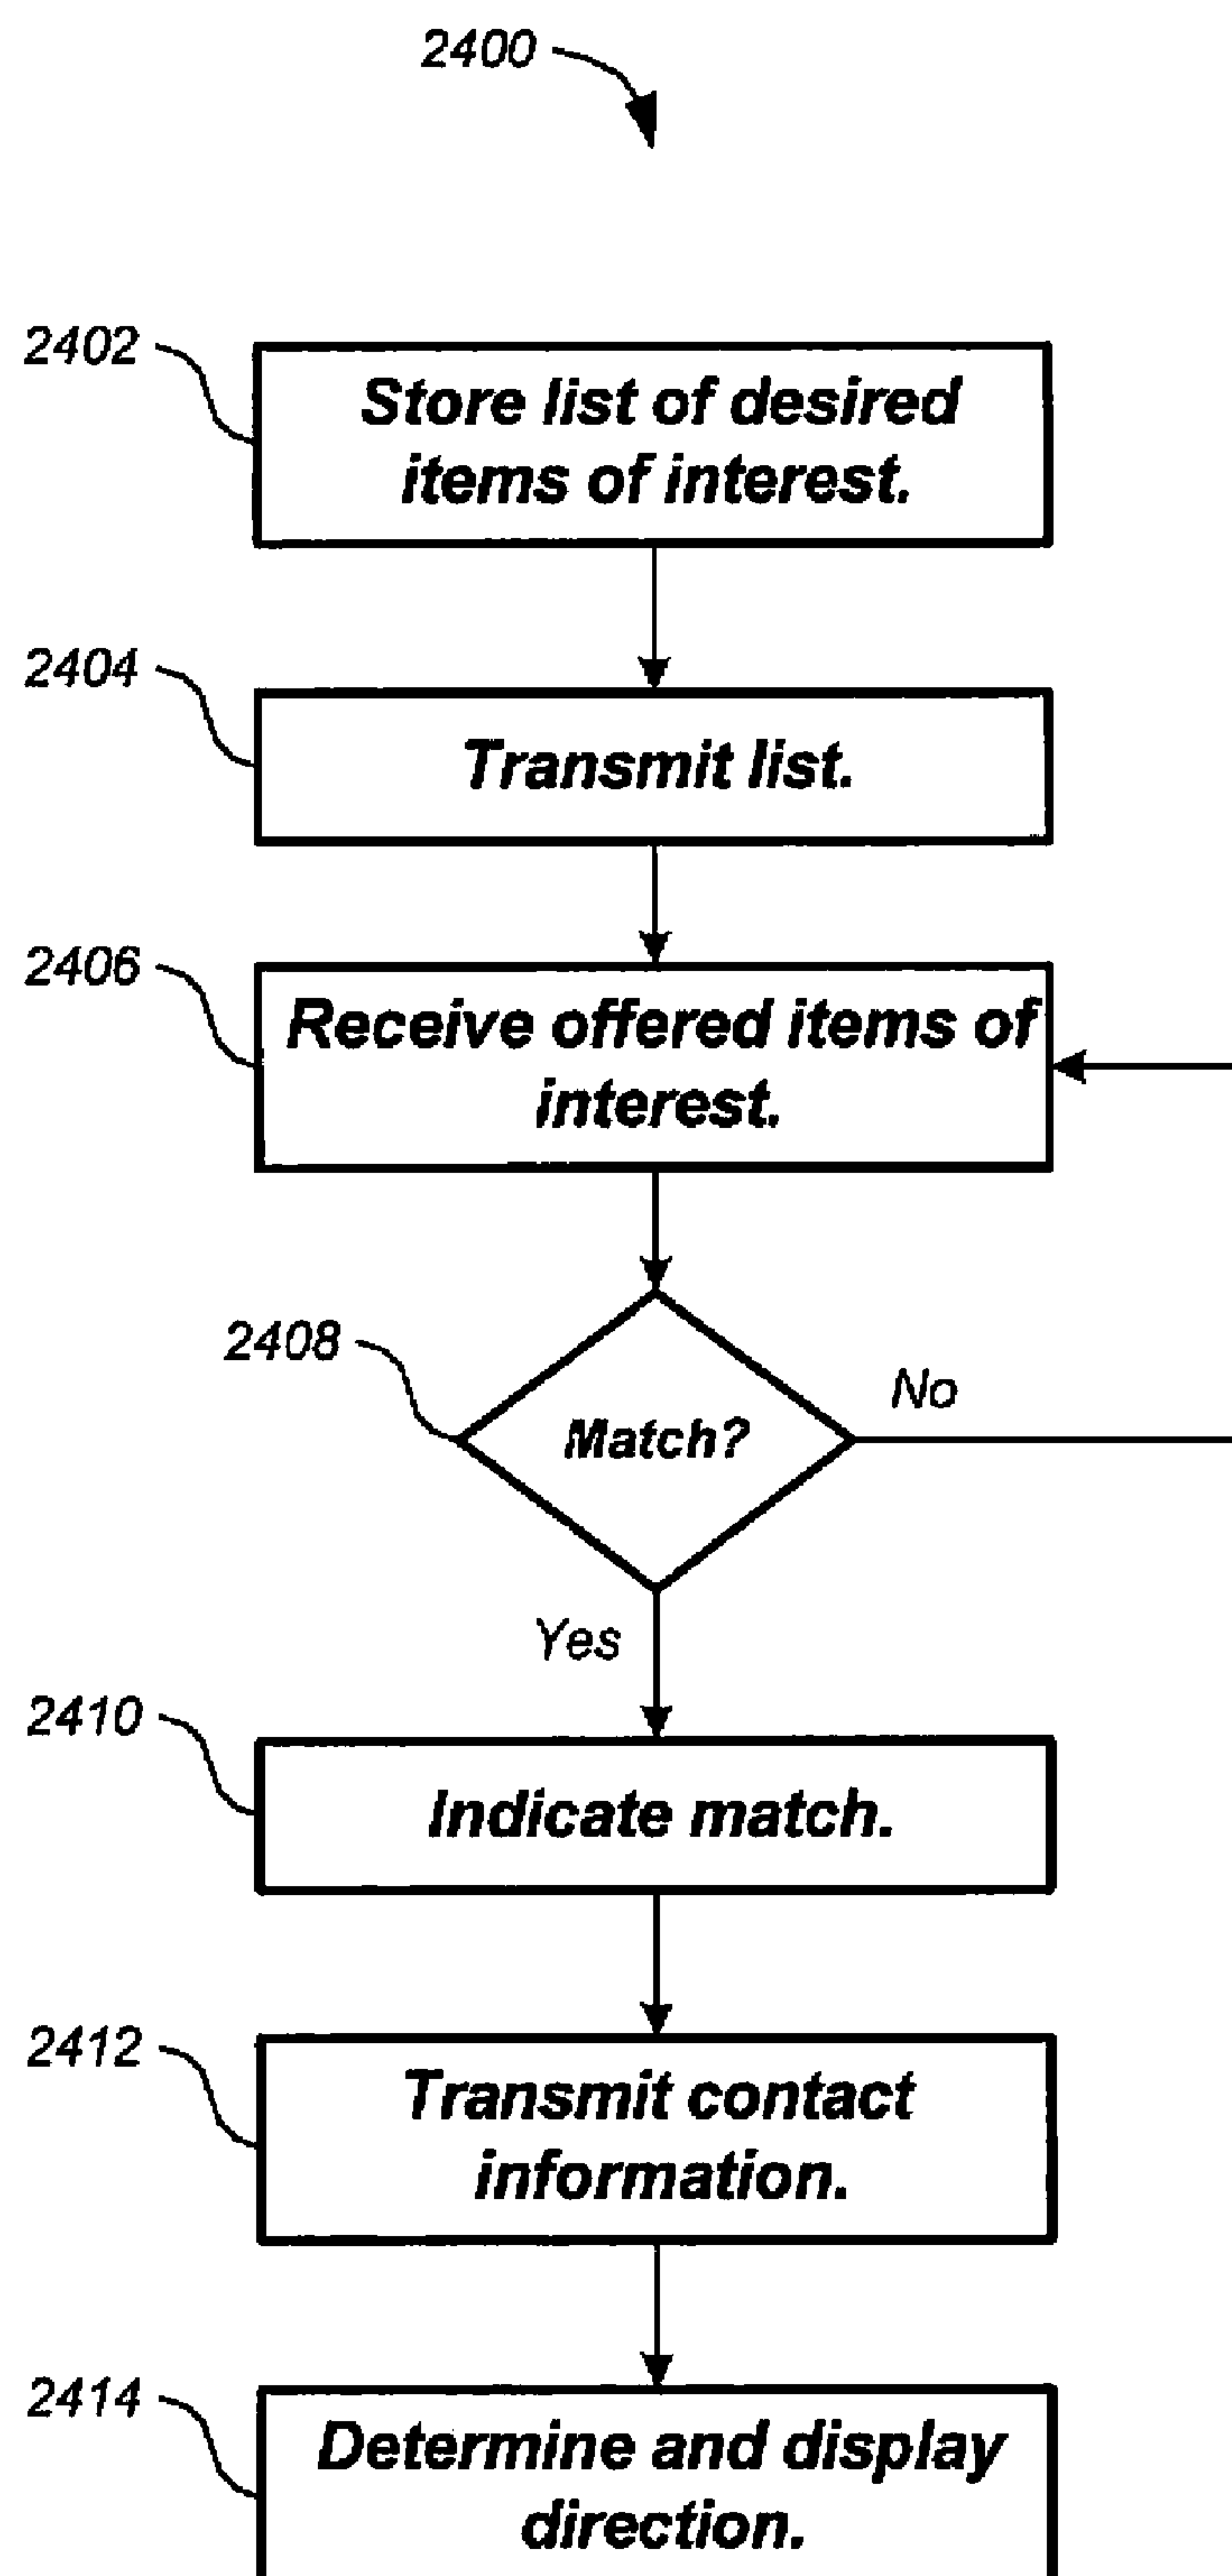 2400
2402
Store list of desired
items of interest.
2404
Transmit list.
2406
Receive offered items of
interest.
2408
Match?
No
Yes
2410
Indicate match.
2412
Transmit contact
information.
2414
Determine and display
direction.